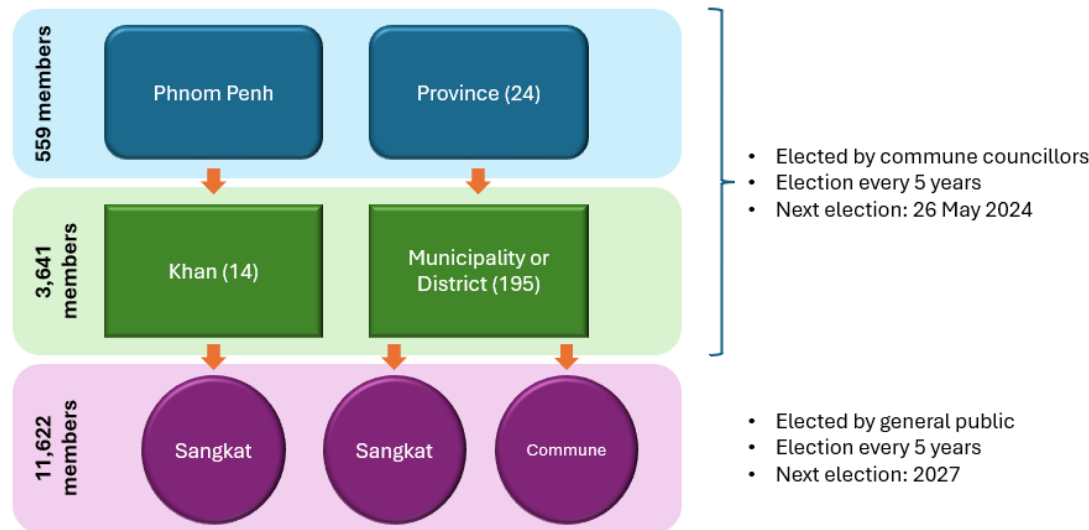 559 members
Phnom Penh
Province (24)
3,641
members
Khan (14)
Municipality or
District (195)
• Elected by commune councillors
• Election every 5 years
• Next election: 26 May 2024
11,622
members
Sangkat
Sangkat
Commune
• Elected by general public
• Election every 5 years
• Next election: 2027